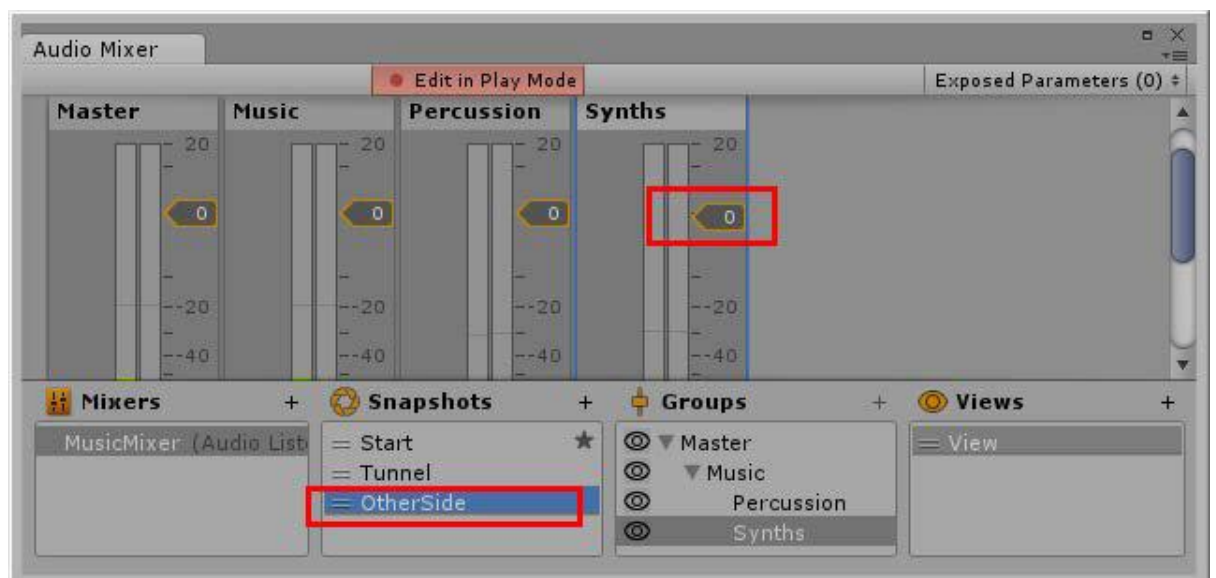 Audio Mixer
Edit in Play Mode Exposed Parameters (0)
Master Music Percussion Synths
20 20 20 20
0 0 0 0
--20 --20 --20 --20
--40 --40 --40 --40
Mixers + Snapshots + Groups + Views +
MusicMixer (Audio List Start Master View
Tunnel Music
OtherSide Percussion
Synths